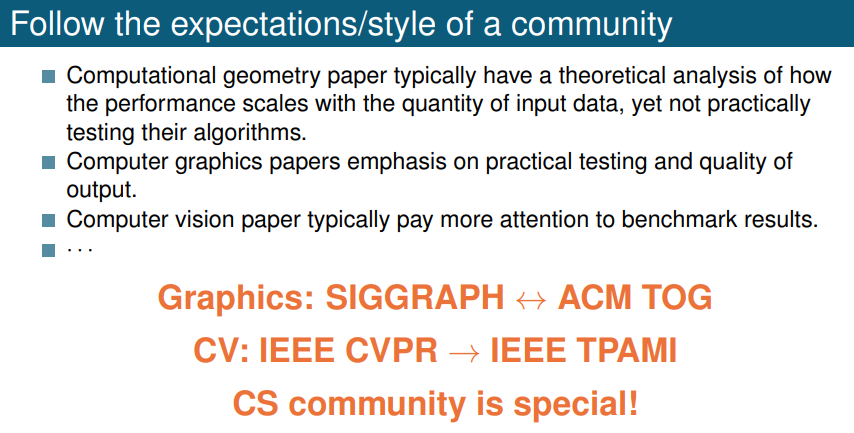 Follow the expectations/style of a community
Computational geometry paper typically have a theoretical analysis of how
the performance scales with the quantity of input data, yet not practically
testing their algorithms.
Computer graphics papers emphasis on practical testing and quality of
output.
Computer vision paper typically pay more attention to benchmark results.
· · ·
Graphics: SIGGRAPH ↔ ACM TOG
CV: IEEE CVPR → IEEE TPAMI
CS community is special!